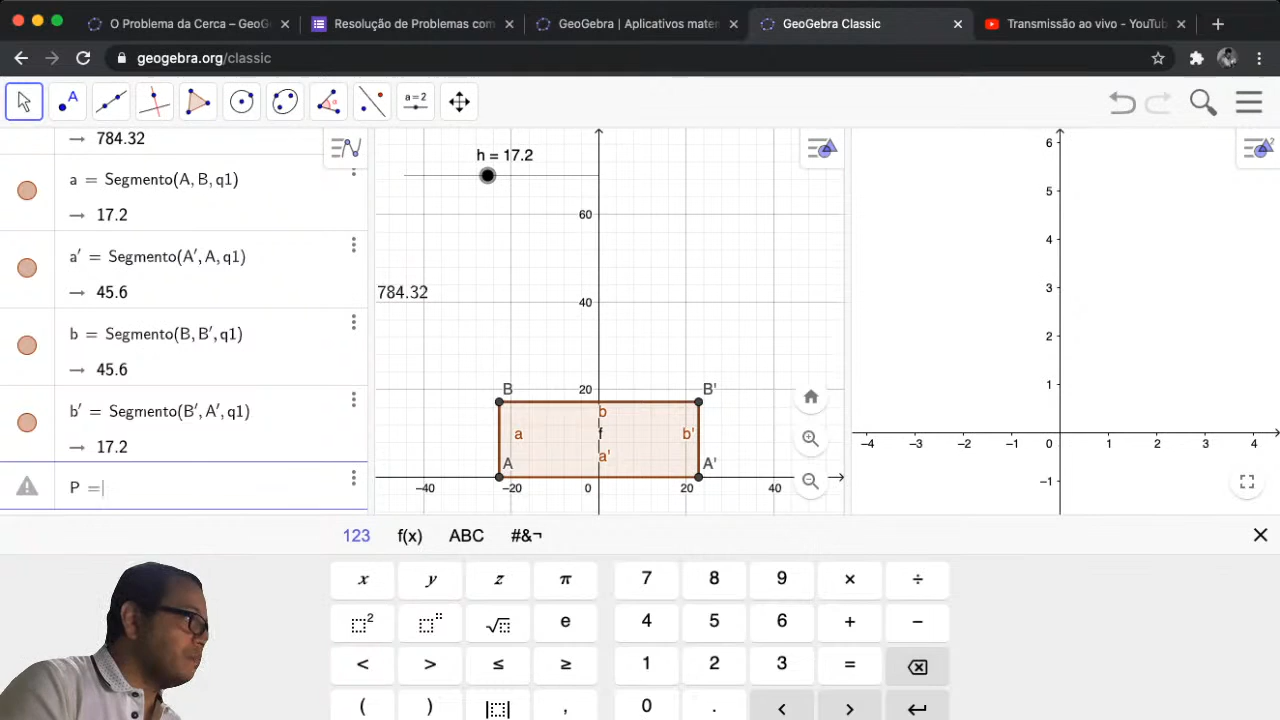 O Problema da Cerca – GeoG
Resolução de Problemas com
GeoGebra | Aplicativos matem
GeoGebra Classic
Transmissão ao vivo - YouTub
geogebra.org/classic
a = 2
→ 784.32
a = Segmento(A, B, q1)
→ 17.2
a′ = Segmento(A′, A, q1)
→ 45.6
b = Segmento(B, B′, q1)
→ 45.6
b′ = Segmento(B′, A′, q1)
→ 17.2
P =
h = 17.2
60
784.32
40
20
B
B'
b
a
f
b'
a'
A
A'
−40
−20
0
20
40
6
5
4
3
2
1
−4
−3
−2
−1
0
1
2
3
4
−1
123
f(x)
ABC
#&¬
x y z π 7 8 9 × ÷
e 4 5 6 + −
< > ≤ ≥ 1 2 3 =
( ) , 0 . < >